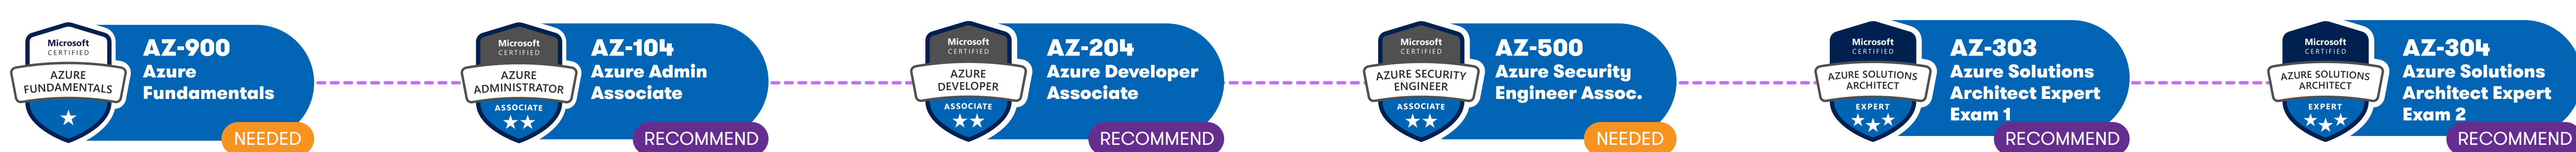 Microsoft
CERTIFIED
AZURE
FUNDAMENTALS
AZ-900
Azure
Fundamentals
NEEDED
Microsoft
CERTIFIED
AZURE
ADMINISTRATOR
ASSOCIATE
AZ-104
Azure Admin
Associate
RECOMMEND
Microsoft
CERTIFIED
AZURE
DEVELOPER
ASSOCIATE
AZ-204
Azure Developer
Associate
RECOMMEND
Microsoft
CERTIFIED
AZURE SECURITY
ENGINEER
ASSOCIATE
AZ-500
Azure Security
Engineer Assoc.
NEEDED
Microsoft
CERTIFIED
AZURE SOLUTIONS
ARCHITECT
EXPERT
AZ-303
Azure Solutions
Architect Expert
Exam 1
RECOMMEND
Microsoft
CERTIFIED
AZURE SOLUTIONS
ARCHITECT
EXPERT
AZ-304
Azure Solutions
Architect Expert
Exam 2
RECOMMEND